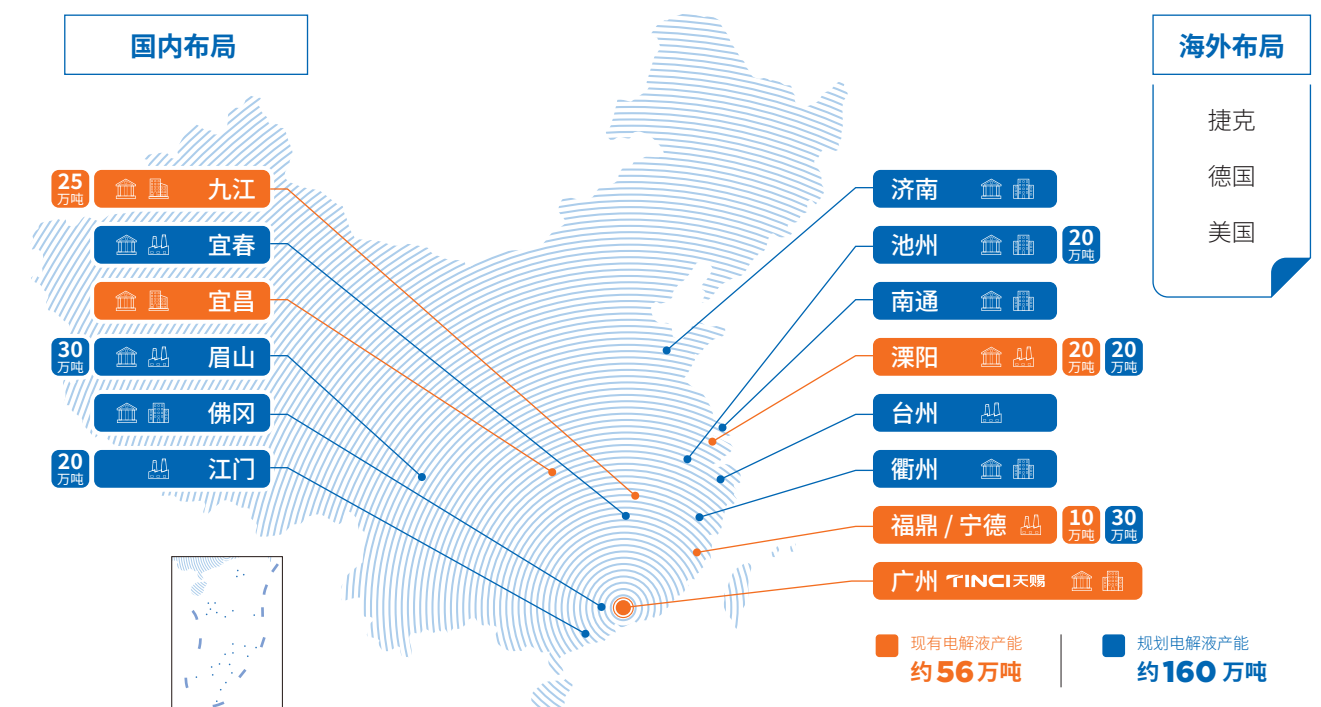 国内布局
海外布局
捷克
德国
美国
25
万吨
九江
宜春
宜昌
30
万吨
眉山
佛冈
20
万吨
江门
济南
池州
20
万吨
南通
溧阳
20
万吨
20
万吨
台州
衢州
福鼎 / 宁德
10
万吨
30
万吨
广州 TINCI天赐
现有电解液产能
约56万吨
规划电解液产能
约160万吨